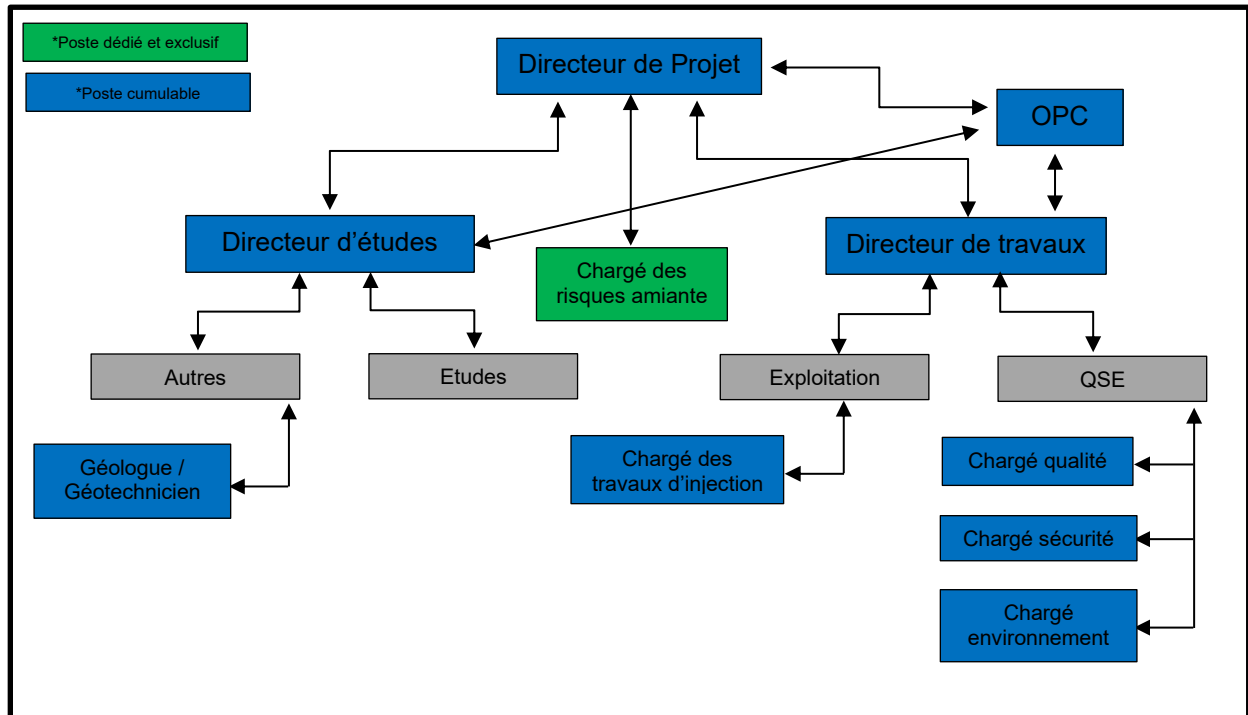 *Poste dédié et exclusif
*Poste cumulable
Directeur de Projet
OPC
Directeur d'études
Chargé des
risques amiante
Directeur de travaux
Autres
Etudes
Exploitation
QSE
Géologue /
Géotechnicien
Chargé des
travaux d'injection
Chargé qualité
Chargé sécurité
Chargé
environnement